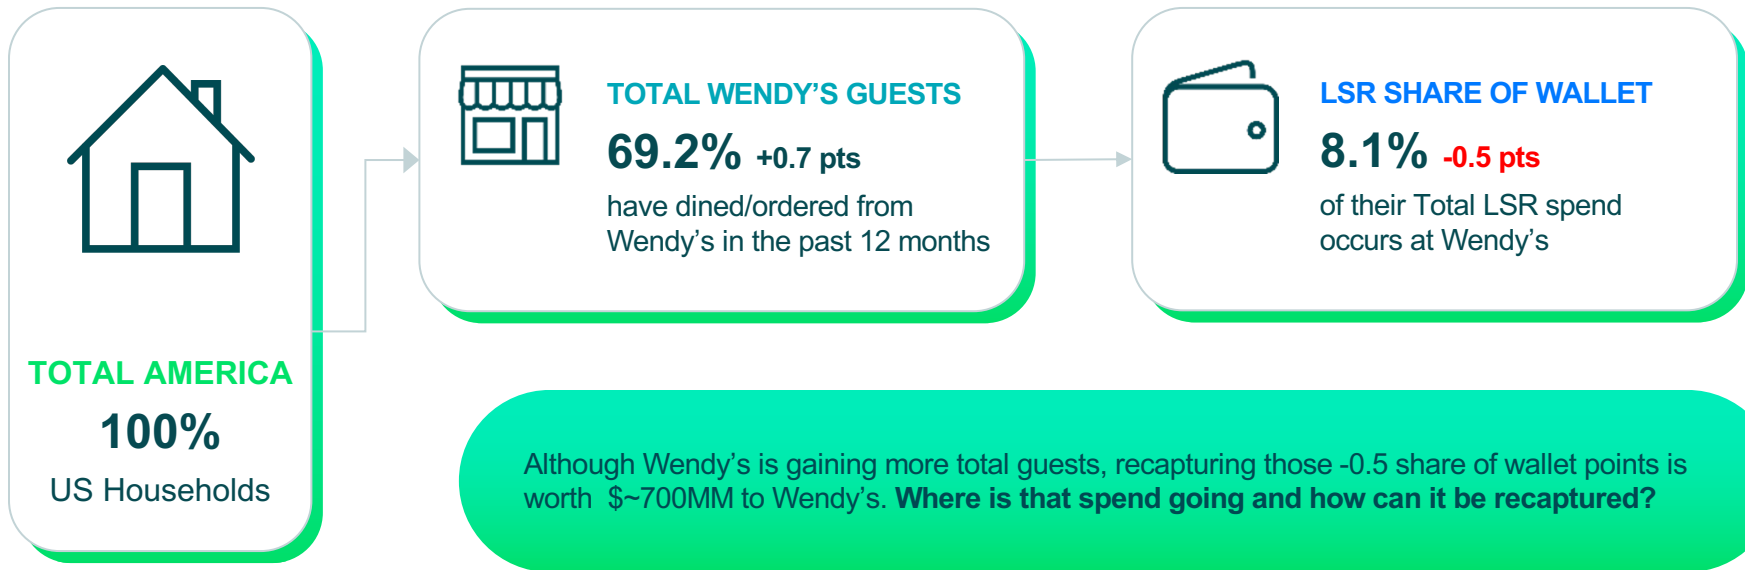 TOTAL AMERICA
100%
US Households
TOTAL WENDY’S GUESTS
69.2% +0.7 pts
have dined/ordered from
Wendy’s in the past 12 months
LSR SHARE OF WALLET
8.1% -0.5 pts
of their Total LSR spend
occurs at Wendy’s
Although Wendy’s is gaining more total guests, recapturing those -0.5 share of wallet points is
worth  $~700MM to Wendy’s. Where is that spend going and how can it be recaptured?